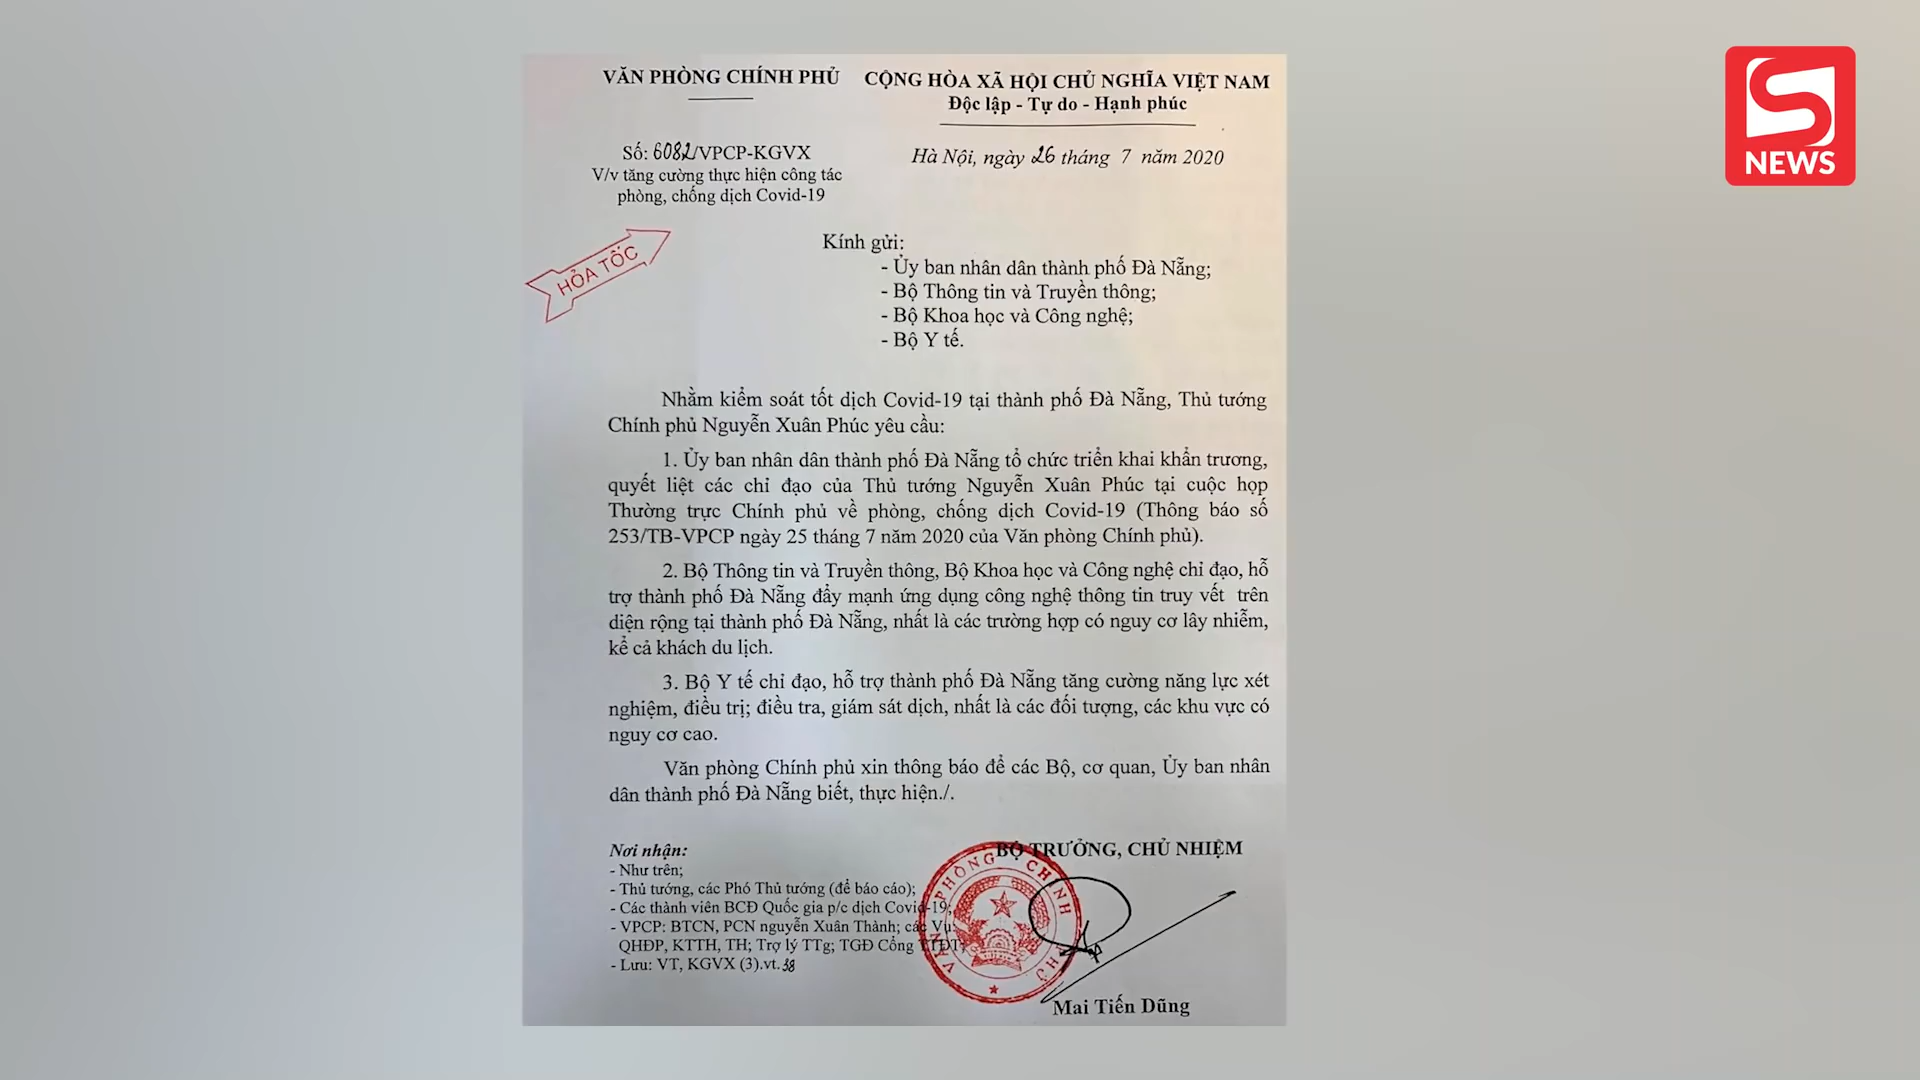 VĂN PHÒNG CHÍNH PHỦ
CỘNG HÒA XÃ HỘI CHỦ NGHĨA VIỆT NAM
Độc lập - Tự do - Hạnh phúc
Số: 6082/VPCP-KGVX
V/v tăng cường thực hiện công tác
phòng, chống dịch Covid-19
Hà Nội, ngày 26 tháng 7 năm 2020
HỎA TỐC
Kính gửi:
- Ủy ban nhân dân thành phố Đà Nẵng;
- Bộ Thông tin và Truyền thông;
- Bộ Khoa học và Công nghệ;
- Bộ Y tế.
Nhằm kiểm soát tốt dịch Covid-19 tại thành phố Đà Nẵng, Thủ tướng
Chính phủ Nguyễn Xuân Phúc yêu cầu:
1. Ủy ban nhân dân thành phố Đà Nẵng tổ chức triển khai khẩn trương,
quyết liệt các chỉ đạo của Thủ tướng Nguyễn Xuân Phúc tại cuộc họp
Thường trực Chính phủ về phòng, chống dịch Covid-19 (Thông báo số
253/TB-VPCP ngày 25 tháng 7 năm 2020 của Văn phòng Chính phủ).
2. Bộ Thông tin và Truyền thông, Bộ Khoa học và Công nghệ chỉ đạo, hỗ
trợ thành phố Đà Nẵng đẩy mạnh ứng dụng công nghệ thông tin truy vết trên
diện rộng tại thành phố Đà Nẵng, nhất là các trường hợp có nguy cơ lây nhiễm,
kể cả khách du lịch.
3. Bộ Y tế chỉ đạo, hỗ trợ thành phố Đà Nẵng tăng cường năng lực xét
nghiệm, điều trị; điều tra, giám sát dịch, nhất là các đối tượng, các khu vực có
nguy cơ cao.
Văn phòng Chính phủ xin thông báo để các Bộ, cơ quan, Ủy ban nhân
dân thành phố Đà Nẵng biết, thực hiện./.
Nơi nhận:
- Như trên;
- Thủ tướng, các Phó Thủ tướng (để báo cáo);
- Các thành viên BCĐ Quốc gia p/c dịch Covid-19;
- VPCP: BTCN, PCN nguyễn Xuân Thành; các Vụ:
QHĐP, KTTH, TH; Trợ lý TTg; TGĐ Cổng TTĐT;
- Lưu: VT, KGVX (3).vt.38
BỘ TRƯỞNG, CHỦ NHIỆM
VĂN PHÒNG CHÍNH PHỦ
Mai Tiến Dũng
S
NEWS